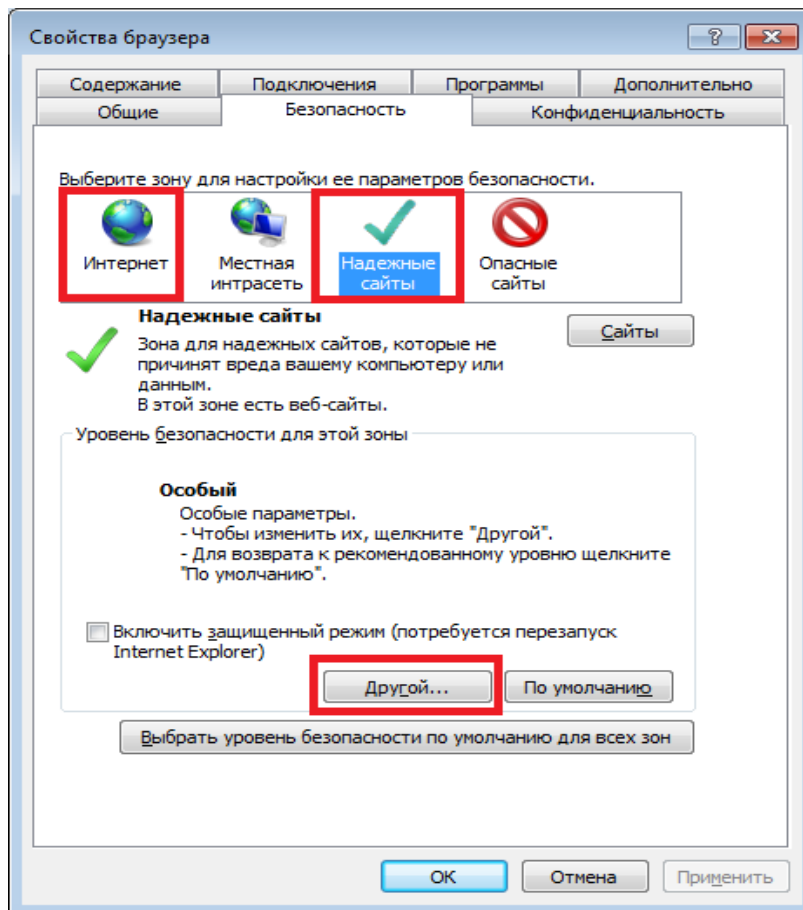 Свойства браузера
Содержание Подключения Программы Дополнительно
Общие Безопасность Конфиденциальность
Выберите зону для настройки ее параметров безопасности.
Интернет
Местная
интрасеть
Надежные
сайты
Опасные
сайты
Надежные сайты
Сайты
Зона для надежных сайтов, которые не
причинят вреда вашему компьютеру или
данным.
В этой зоне есть веб-сайты.
Уровень безопасности для этой зоны
Особый
Особые параметры.
- Чтобы изменить их, щелкните "Другой".
- Для возврата к рекомендованному уровню щелкните
"По умолчанию".
Включить защищенный режим (потребуется перезапуск
Internet Explorer)
Другой... По умолчанию
Выбрать уровень безопасности по умолчанию для всех зон
ОК Отмена Применить